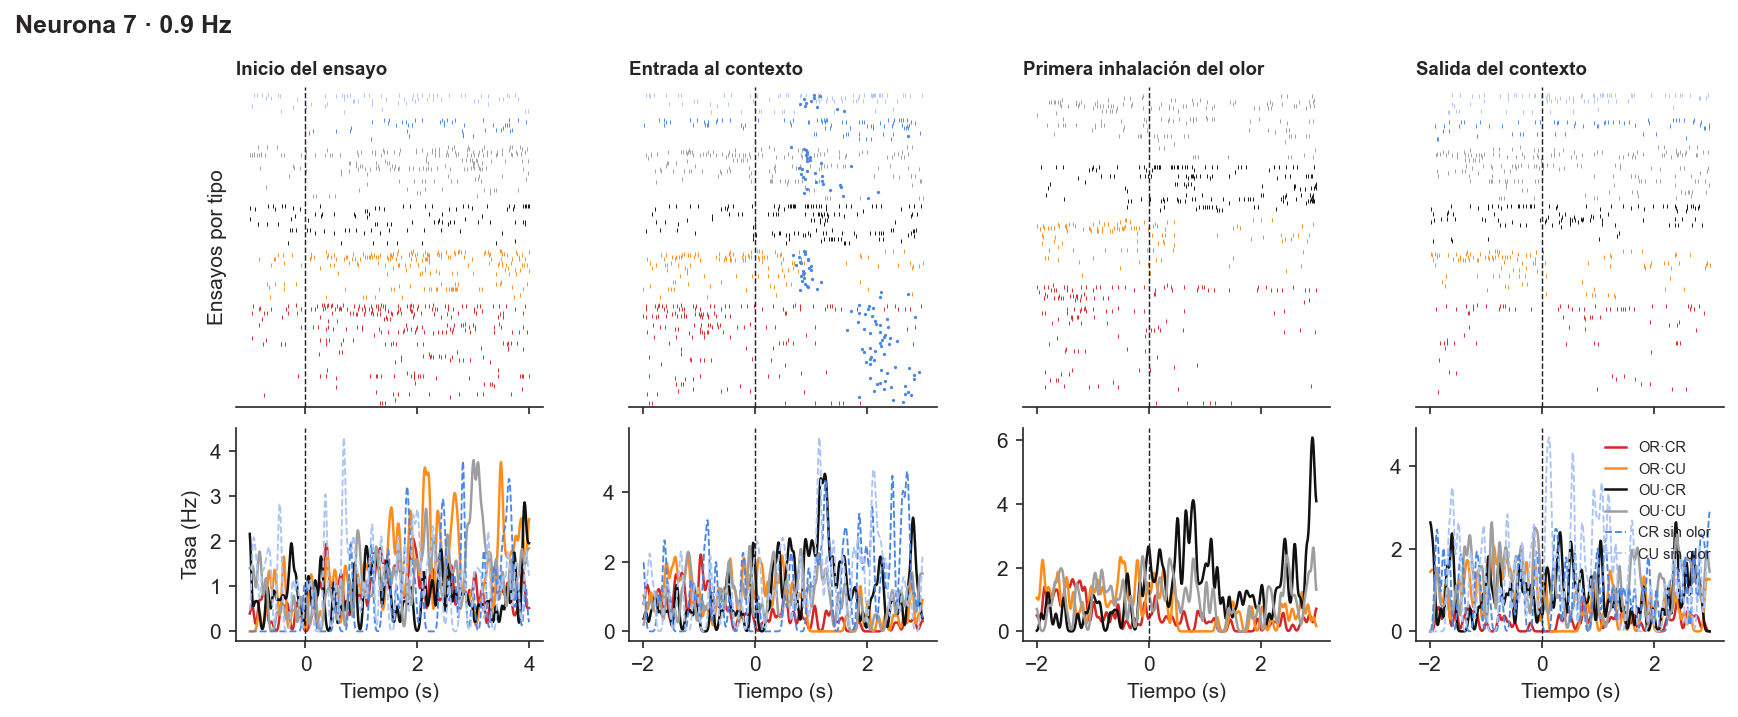 Neurona 7 · 0.9 Hz
Inicio del ensayo
Entrada al contexto
Primera inhalación del olor
Salida del contexto
Ensayos por tipo
Tasa (Hz)
4
3
2
1
0
4
2
0
6
4
2
0
4
2
0
OR·CR
OR·CU
OU·CR
OU·CU
CR sin olor
CU sin olor
0 2 4
−2 0 2
−2 0 2
−2 0 2
Tiempo (s)
Tiempo (s)
Tiempo (s)
Tiempo (s)